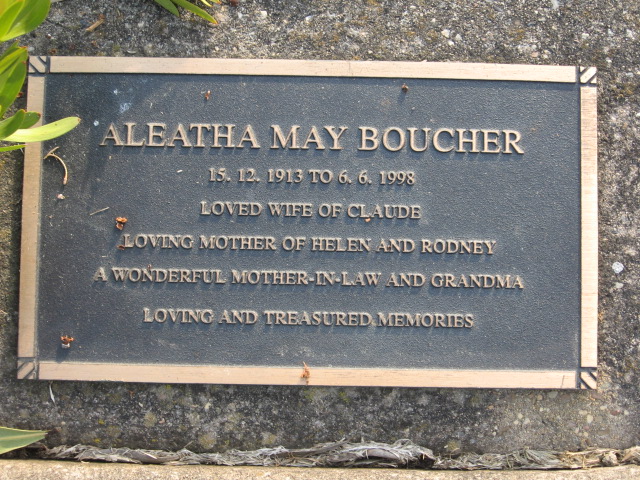 ALEATHA MAY BOUCHER
15. 12. 1913 TO 6. 6. 1998
LOVED WIFE OF CLAUDE
LOVING MOTHER OF HELEN AND RODNEY
A WONDERFUL MOTHER-IN-LAW AND GRANDMA
LOVING AND TREASURED MEMORIES